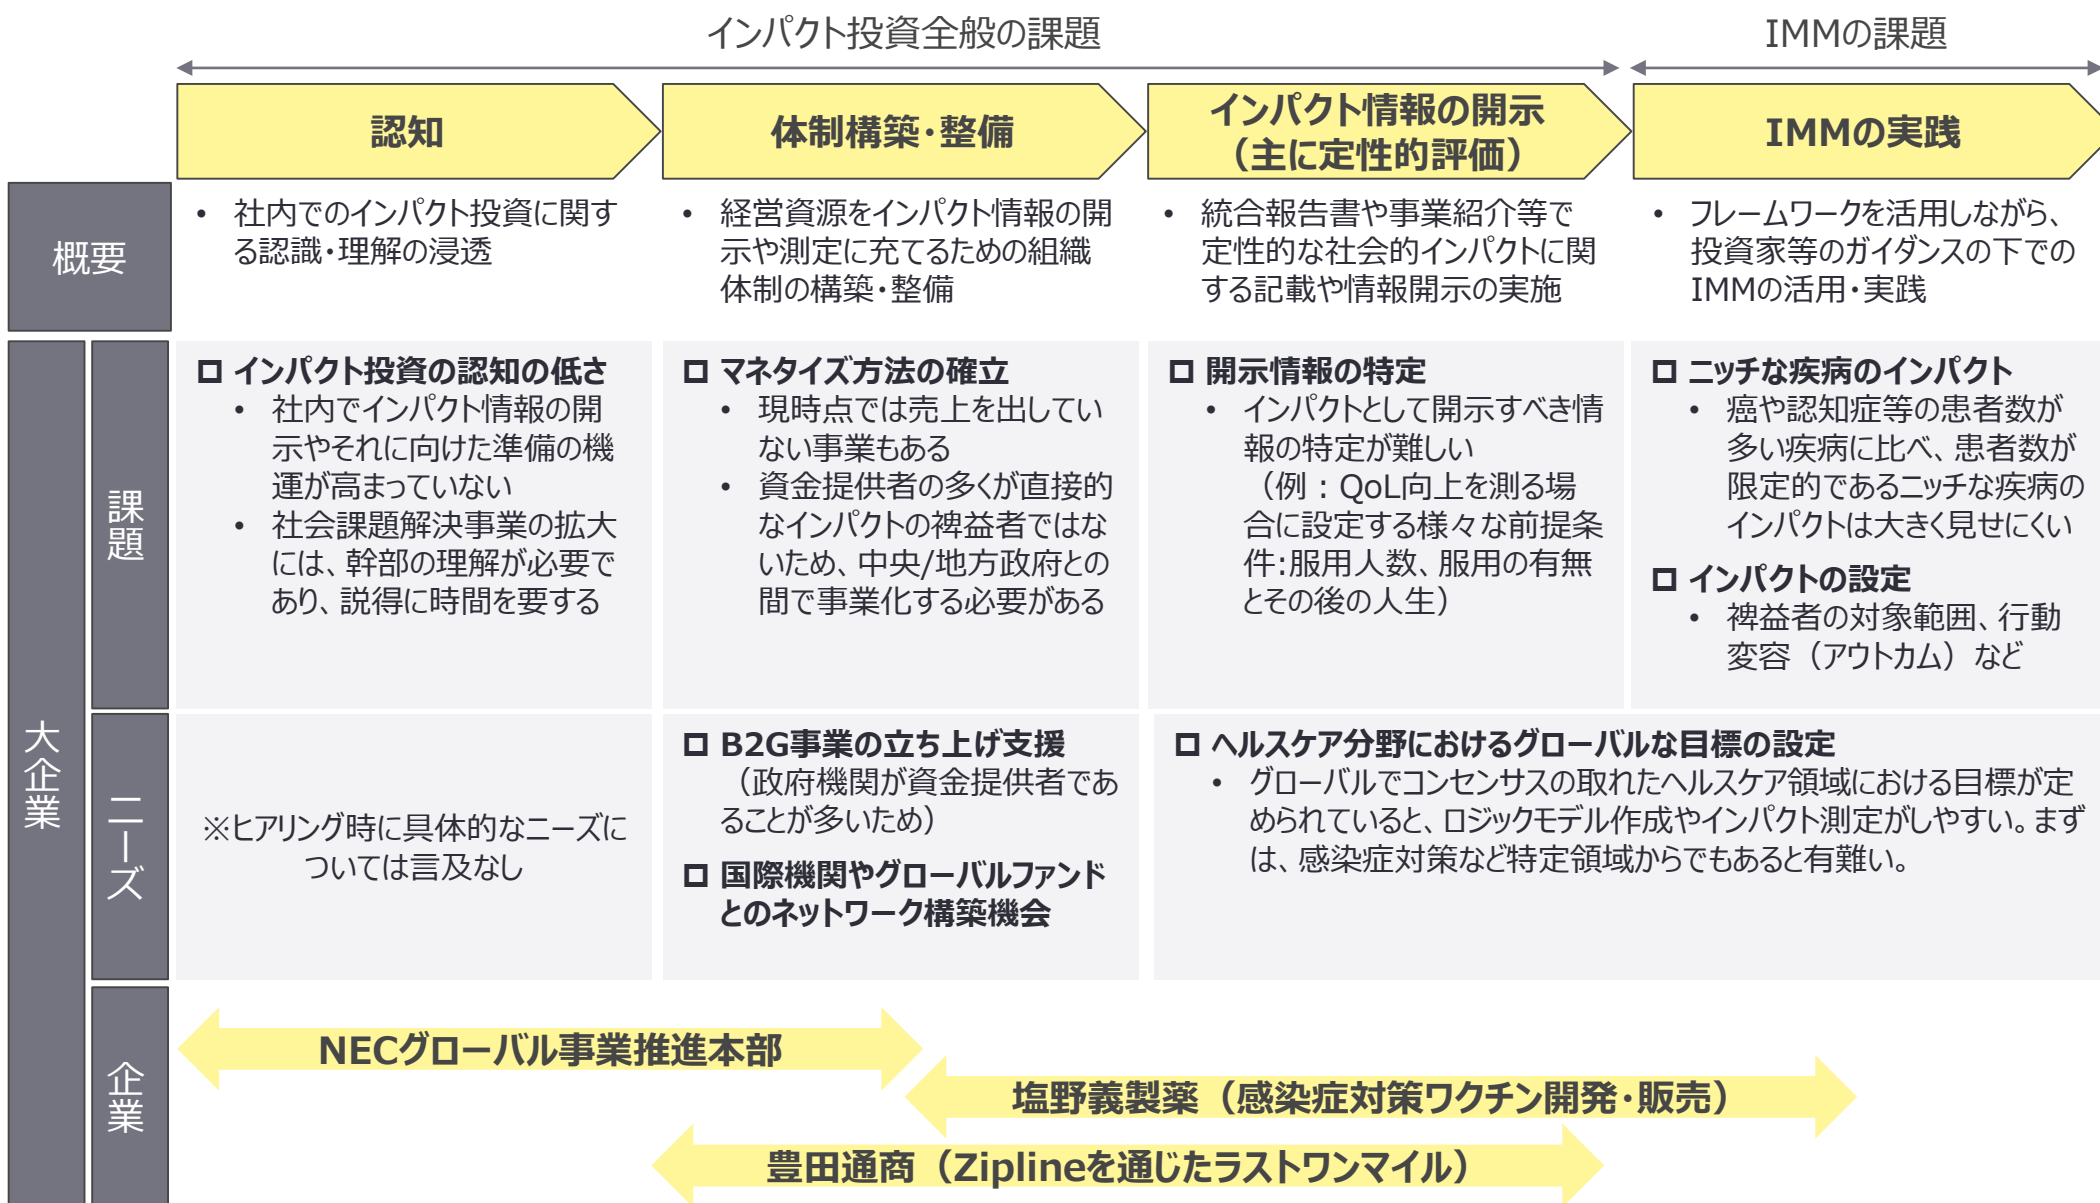 インパクト投資全般の課題
IMMの課題
認知
体制構築・整備
インパクト情報の開示
（主に定性的評価）
IMMの実践
概要
• 社内でのインパクト投資に関す
る認識・理解の浸透
• 経営資源をインパクト情報の開
示や測定に充てるための組織
体制の構築・整備
• 統合報告書や事業紹介等で
定性的な社会的インパクトに関
する記載や情報開示の実施
• フレームワークを活用しながら、
投資家等のガイダンスの下での
IMMの活用・実践
大企業
課題
インパクト投資の認知の低さ
• 社内でインパクト情報の開
示やそれに向けた準備の機
運が高まっていない
• 社会課題解決事業の拡大
には、幹部の理解が必要で
あり、説得に時間を要する
マネタイズ方法の確立
• 現時点では売上を出してい
ない事業もある
• 資金提供者の多くが直接的
なインパクトの裨益者ではな
いため、中央/地方政府との
間で事業化する必要がある
開示情報の特定
• インパクトとして開示すべき情
報の特定が難しい
（例：QoL向上を測る場
合に設定する様々な前提条
件:服用人数、服用の有無
とその後の人生）
ニッチな疾病のインパクト
• 癌や認知症等の患者数が
多い疾病に比べ、患者数が
限定的であるニッチな疾病の
インパクトは大きく見せにくい
インパクトの設定
• 裨益者の対象範囲、行動
変容（アウトカム）など
ニーズ
※ヒアリング時に具体的なニーズに
ついては言及なし
B2G事業の立ち上げ支援
（政府機関が資金提供者であ
ることが多いため）
国際機関やグローバルファンド
とのネットワーク構築機会
ヘルスケア分野におけるグローバルな目標の設定
• グローバルでコンセンサスの取れたヘルスケア領域における目標が定
められていると、ロジックモデル作成やインパクト測定がしやすい。まず
は、感染症対策など特定領域からでもあると有難い。
企業
NECグローバル事業推進本部
塩野義製薬（感染症対策ワクチン開発・販売）
豊田通商（Ziplineを通じたラストワンマイル）